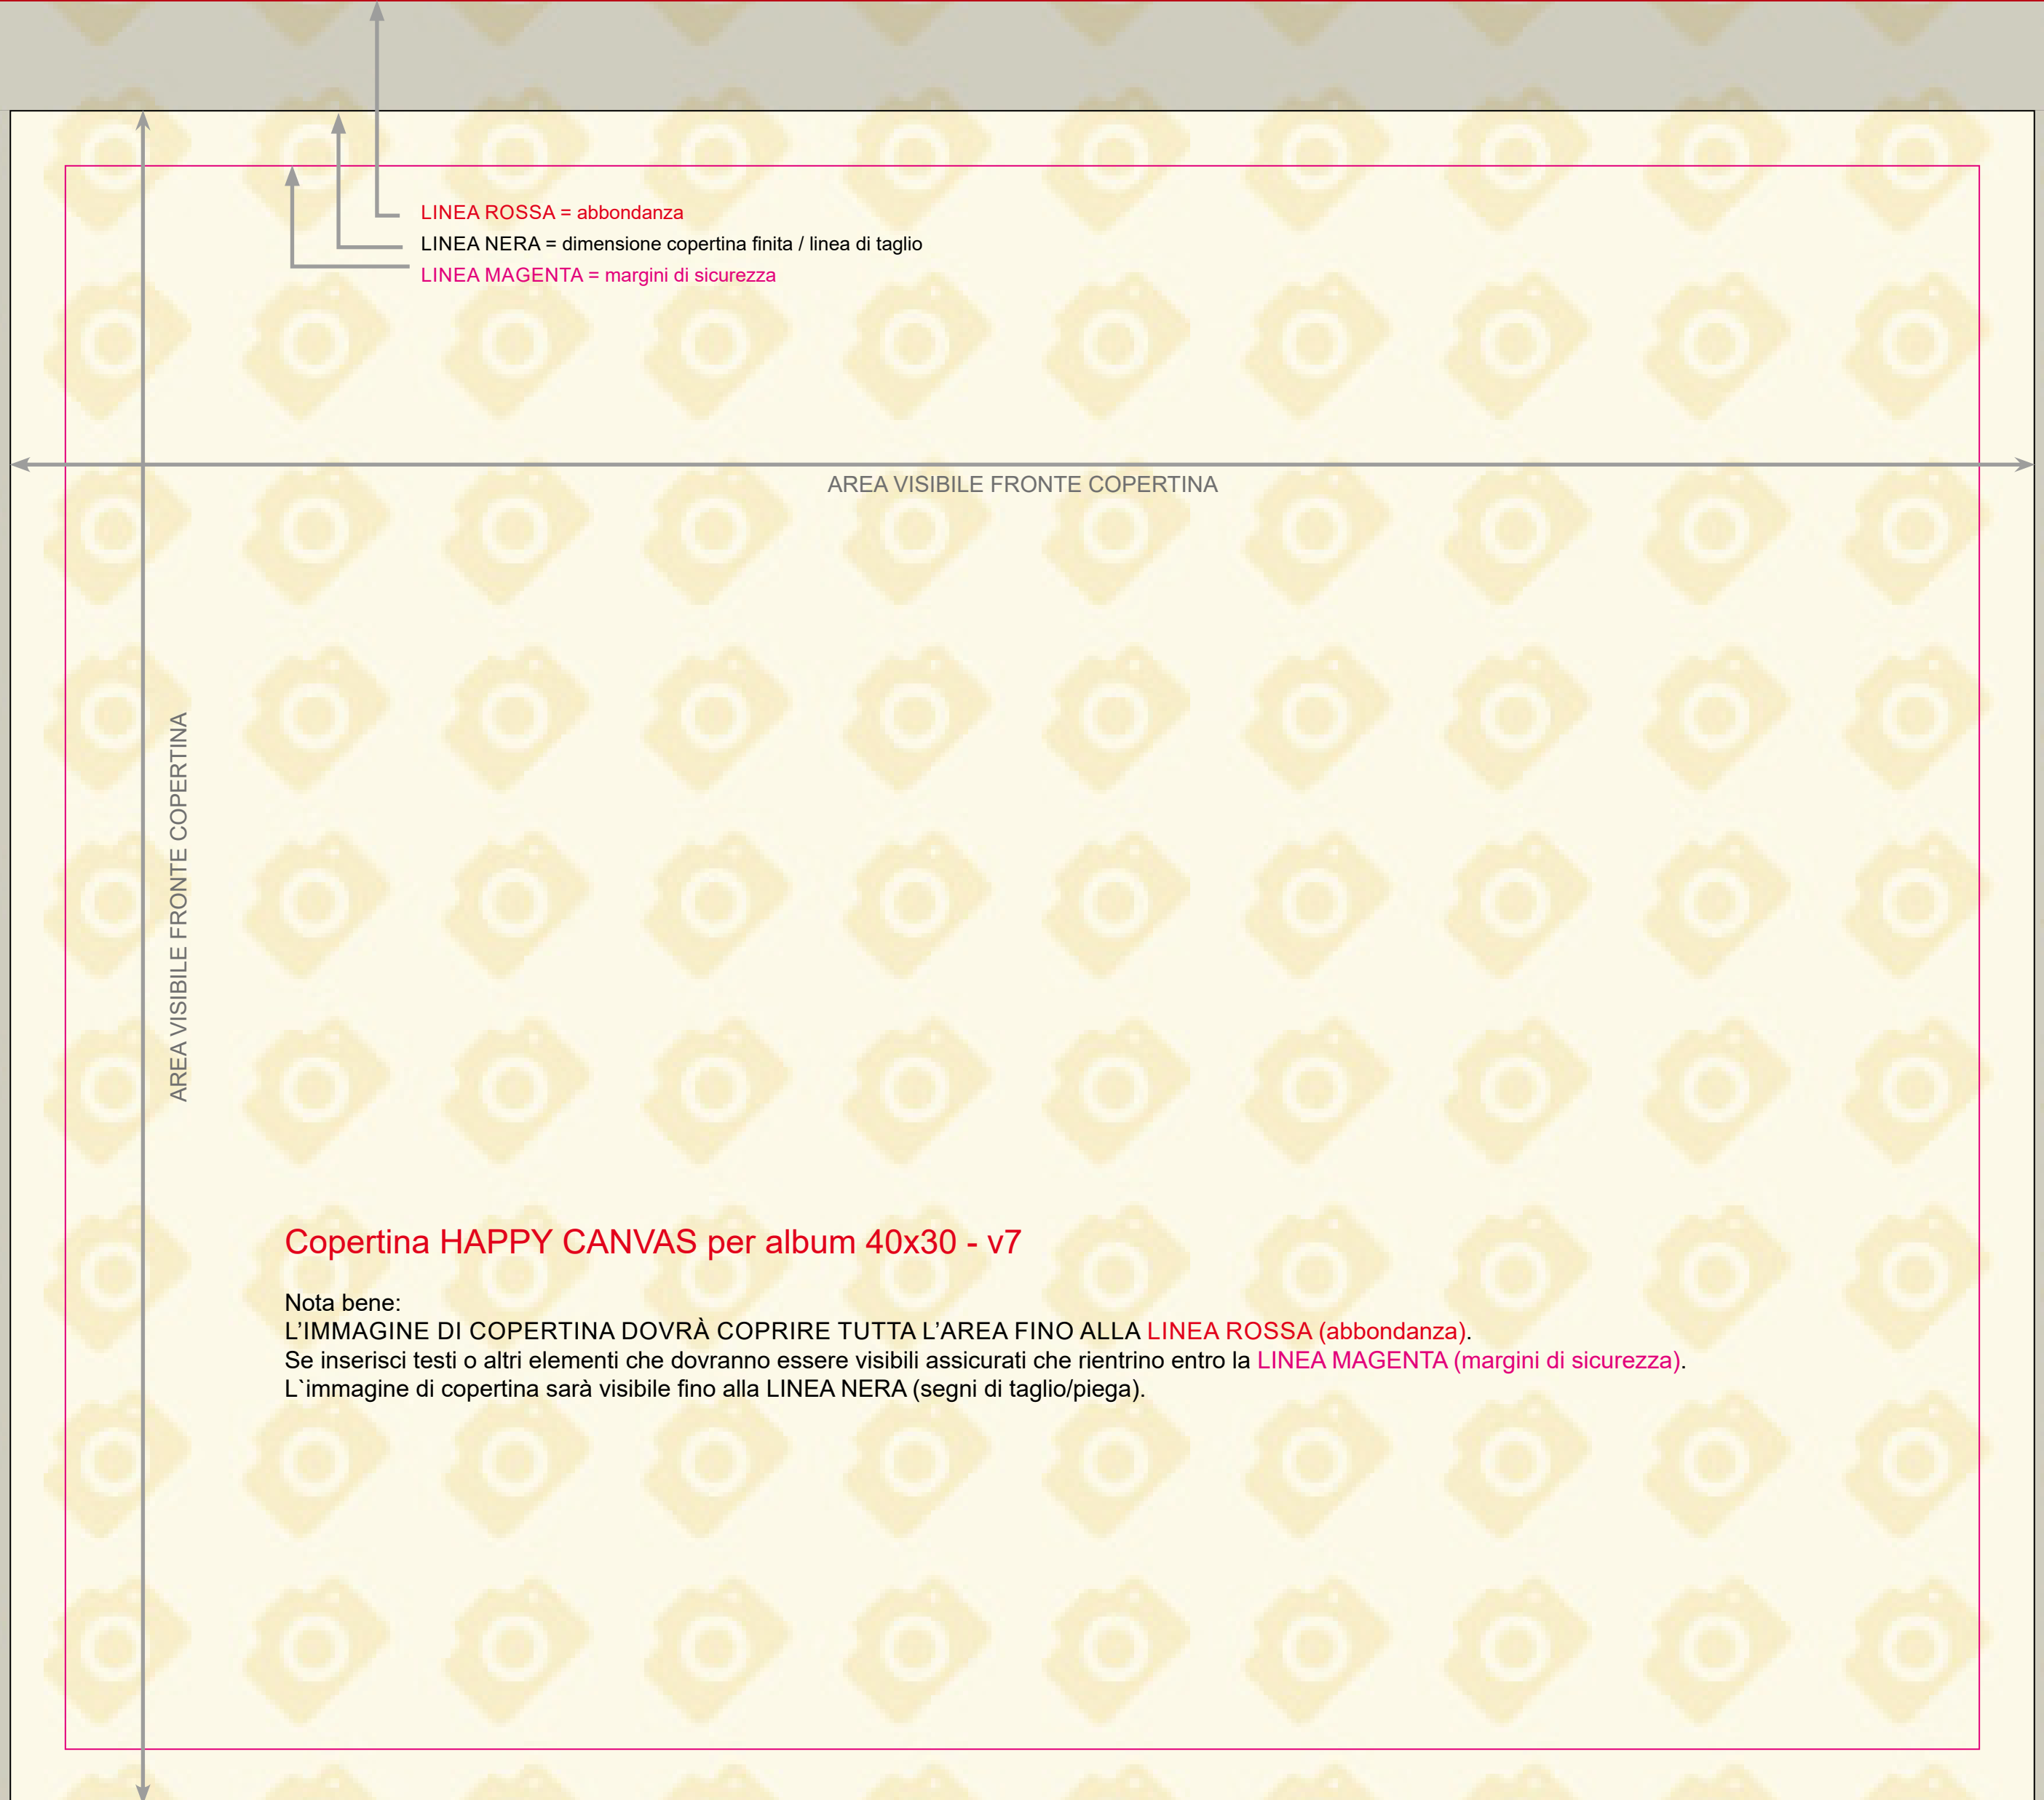 LINEA ROSSA = abbondanza
LINEA NERA = dimensione copertina finita / linea di taglio
LINEA MAGENTA = margini di sicurezza
AREA VISIBILE FRONTE COPERTINA
AREA VISIBILE FRONTE COPERTINA
Copertina HAPPY CANVAS per album 40x30 - v7
Nota bene:
L’IMMAGINE DI COPERTINA DOVRÀ COPRIRE TUTTA L’AREA FINO ALLA LINEA ROSSA (abbondanza).
Se inserisci testi o altri elementi che dovranno essere visibili assicurati che rientrino entro la LINEA MAGENTA (margini di sicurezza).
L`immagine di copertina sarà visibile fino alla LINEA NERA (segni di taglio/piega).